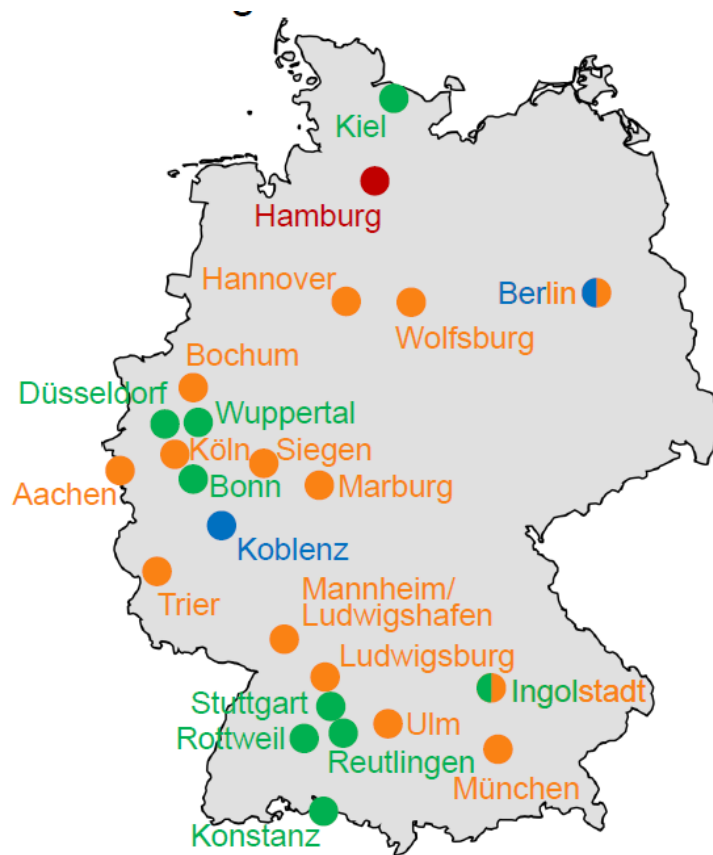 Kiel
Hamburg
Hannover
Berlin
Wolfsburg
Bochum
Düsseldorf
Wuppertal
Köln
Siegen
Aachen
Bonn
Marburg
Koblenz
Trier
Mannheim/
Ludwigshafen
Ludwigsburg
Stuttgart
Ingolstadt
Rottweil
Ulm
Reutlingen
München
Konstanz